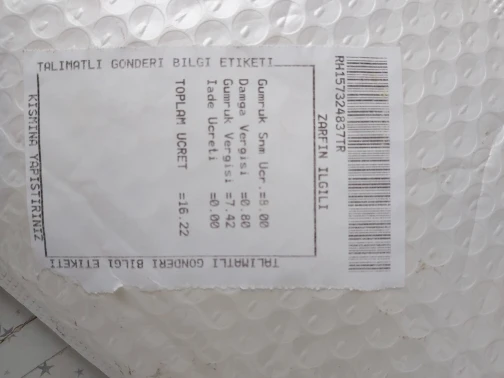 RH157324837TR
ZARFIN ILGILI
TALIMATLI GONDERI BILGI ETIKETI
Gumruk Snm Ucr.=8.00
Damga Vergisi =0.80
Gumruk Vergisi =7.42
Iade Ucreti =0.00
TOPLAM UCRET =16.22
TALIMATLI GONDERI BILGI ETIKETI
KISMINA YAPISTIRINIZ